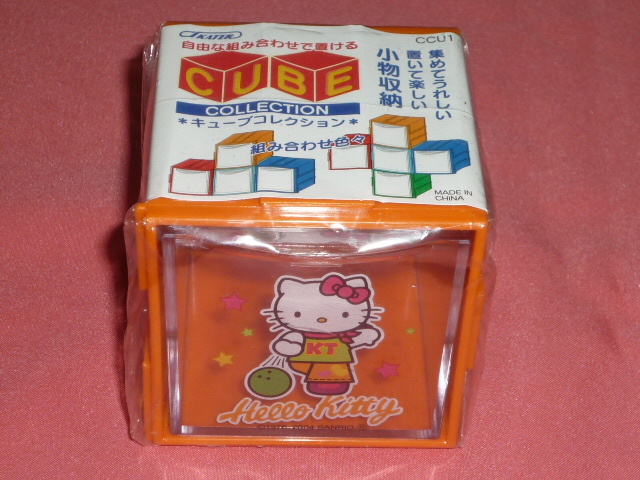 SKATER
CCU1
自由な組み合わせで置ける
CUBE
COLLECTION
*キューブコレクション*
小物収納
置いて楽しい
集めてうれしい
組み合わせ色々
MADE IN
CHINA
KT
Hello Kitty
SANRIO